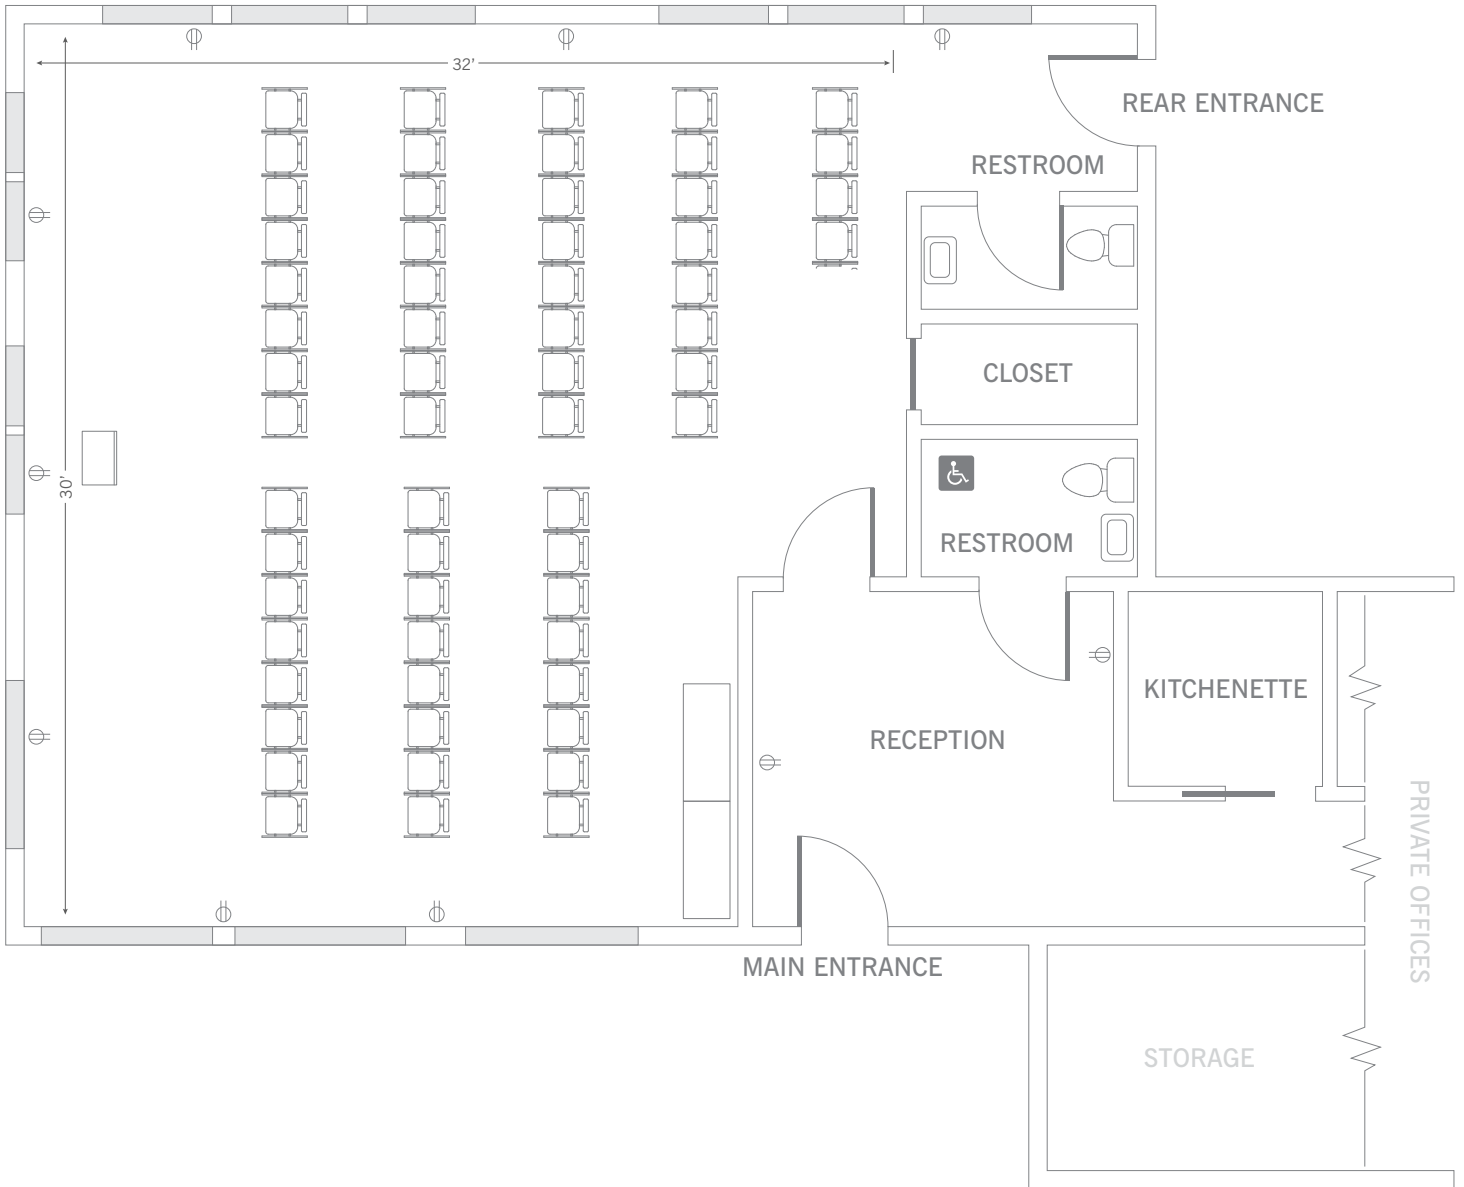 32’
REAR ENTRANCE
RESTROOM
CLOSET
30’
RESTROOM
KITCHENETTE
RECEPTION
PRIVATE OFFICES
MAIN ENTRANCE
STORAGE